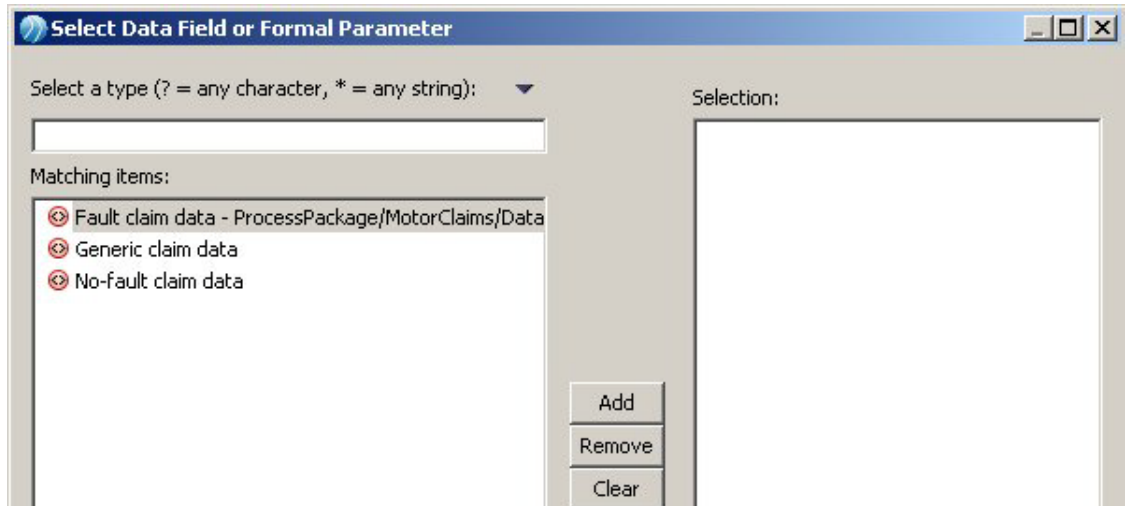 Select Data Field or Formal Parameter
Select a type (? = any character, * = any string):
Selection:
Matching items:
Fault claim data - ProcessPackage/MotorClaims/Data
Generic claim data
No-fault claim data
Add
Remove
Clear